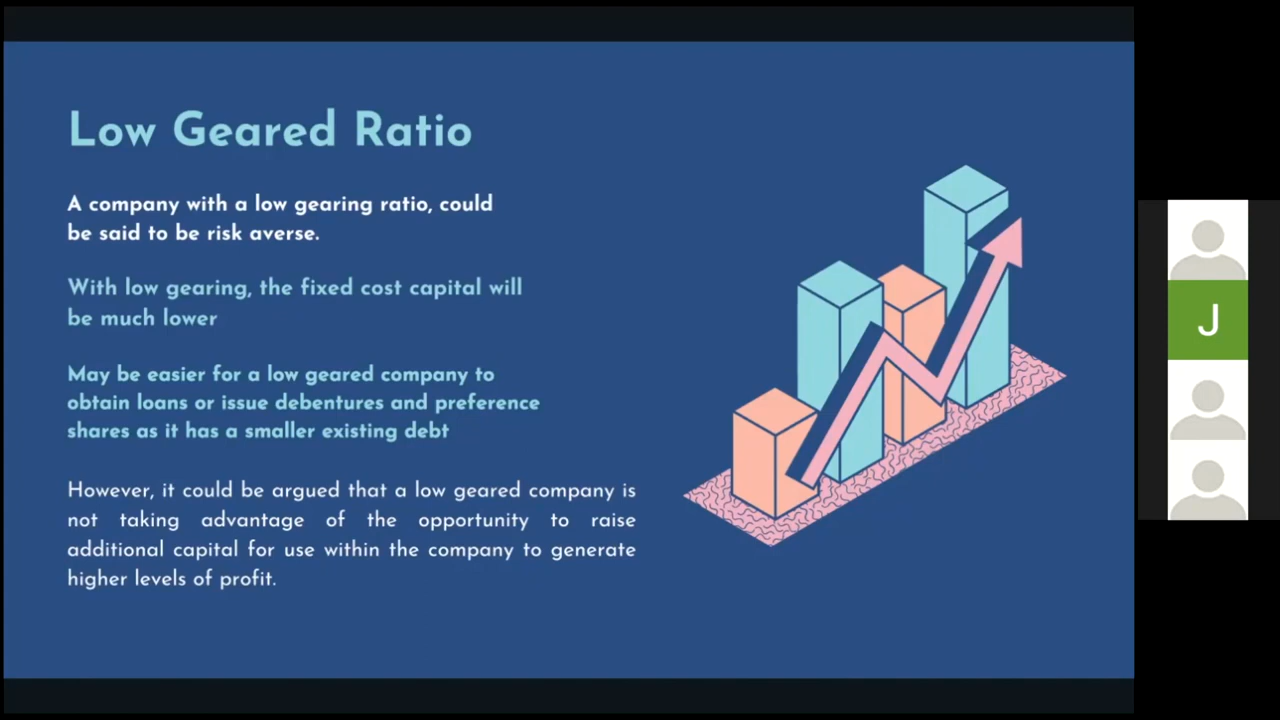 Low Geared Ratio
A company with a low gearing ratio, could
be said to be risk averse.
With low gearing, the fixed cost capital will
be much lower
May be easier for a low geared company to
obtain loans or issue debentures and preference
shares as it has a smaller existing debt
However, it could be argued that a low geared company is
not taking advantage of the opportunity to raise
additional capital for use within the company to generate
higher levels of profit.
J